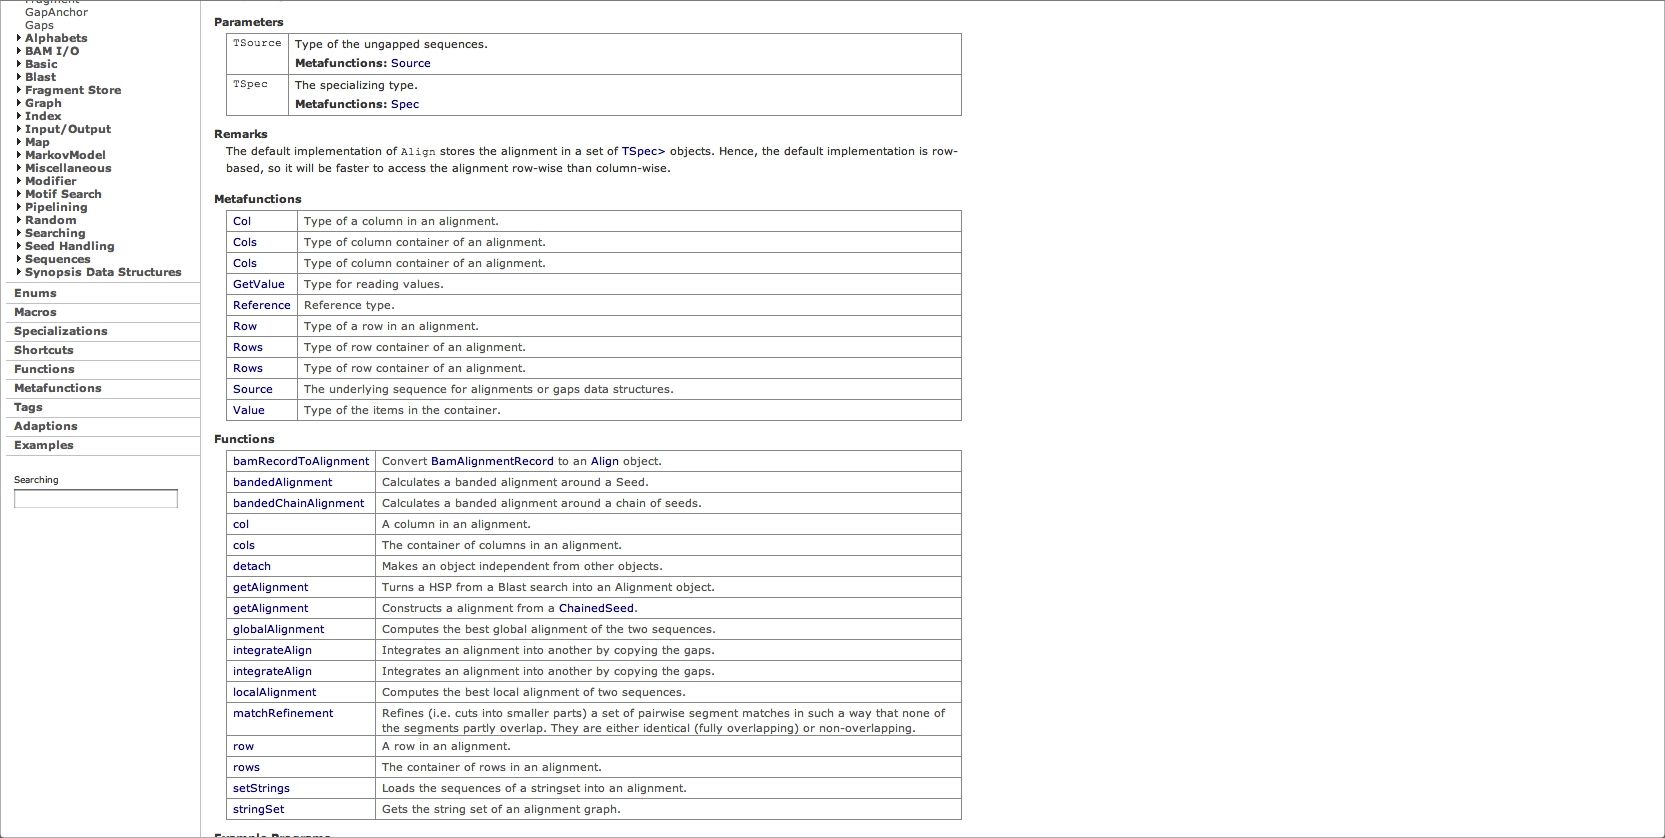 Fragment
GapAnchor
Gaps
Alphabets
BAM I/O
Basic
Blast
Fragment Store
Graph
Index
Input/Output
Map
MarkovModel
Miscellaneous
Modifier
Motif Search
Pipelining
Random
Searching
Seed Handling
Sequences
Synopsis Data Structures
Enums
Macros
Specializations
Shortcuts
Functions
Metafunctions
Tags
Adaptions
Examples
Searching
Parameters
TSource Type of the ungapped sequences.
Metafunctions: Source
TSpec The specializing type.
Metafunctions: Spec
Remarks
The default implementation of Align stores the alignment in a set of TSpec> objects. Hence, the default implementation is row-
based, so it will be faster to access the alignment row-wise than column-wise.
Metafunctions
Col Type of a column in an alignment.
Cols Type of column container of an alignment.
Cols Type of column container of an alignment.
GetValue Type for reading values.
Reference Reference type.
Row Type of a row in an alignment.
Rows Type of row container of an alignment.
Rows Type of row container of an alignment.
Source The underlying sequence for alignments or gaps data structures.
Value Type of the items in the container.
Functions
bamRecordToAlignment Convert BamAlignmentRecord to an Align object.
bandedAlignment Calculates a banded alignment around a Seed.
bandedChainAlignment Calculates a banded alignment around a chain of seeds.
col A column in an alignment.
cols The container of columns in an alignment.
detach Makes an object independent from other objects.
getAlignment Turns a HSP from a Blast search into an Alignment object.
getAlignment Constructs a alignment from a ChainedSeed.
globalAlignment Computes the best global alignment of the two sequences.
integrateAlign Integrates an alignment into another by copying the gaps.
integrateAlign Integrates an alignment into another by copying the gaps.
localAlignment Computes the best local alignment of two sequences.
matchRefinement Refines (i.e. cuts into smaller parts) a set of pairwise segment matches in such a way that none of
the segments partly overlap. They are either identical (fully overlapping) or non-overlapping.
row A row in an alignment.
rows The container of rows in an alignment.
setStrings Loads the sequences of a stringset into an alignment.
stringSet Gets the string set of an alignment graph.
Example Programs